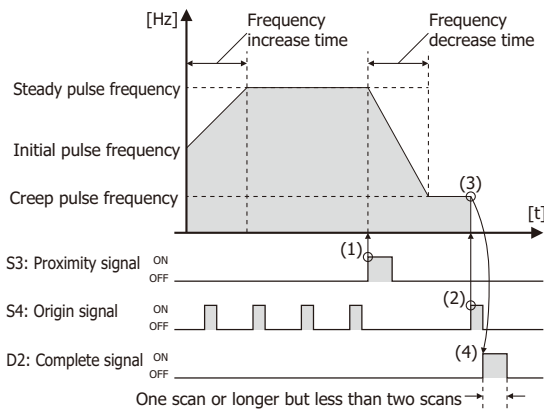 [Hz]
Frequency
increase time
Frequency
decrease time
Steady pulse frequency
Initial pulse frequency
Creep pulse frequency
(3)
[t]
(1)
S3: Proximity signal ON
OFF
(2)
S4: Origin signal ON
OFF
(4)
D2: Complete signal ON
OFF
One scan or longer but less than two scans